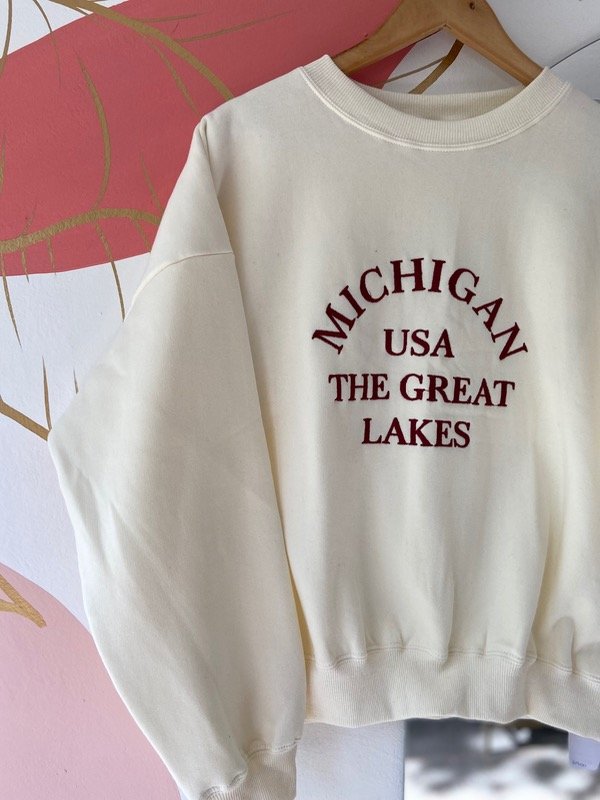 MICHIGAN
USA
THE GREAT
LAKES